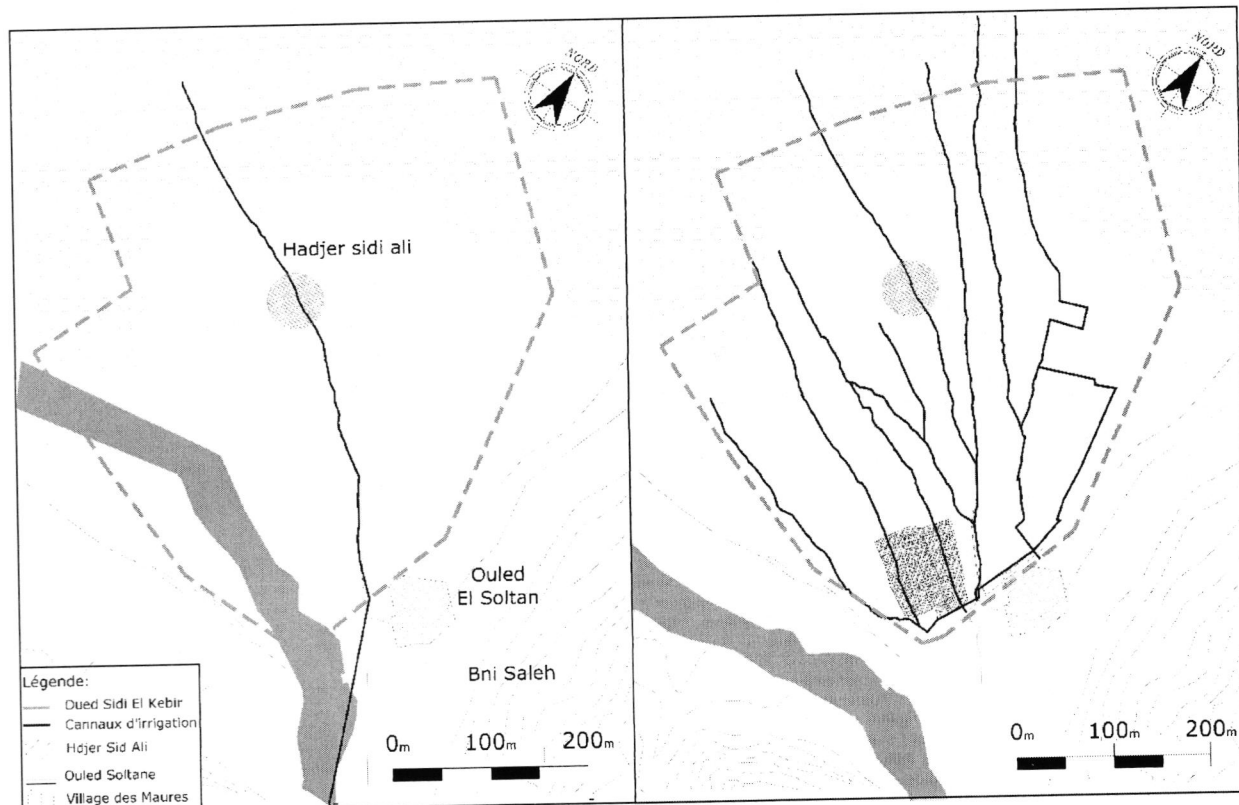 NORD
Hadjer sidi ali
Ouled
El Soltan
Bni Saleh
Légende:
Oued Sidi El Kebir
Cannaux d'irrigation
Hdjer Sid Ali
Ouled Soltane
Village des Maures
0m 100m 200m
NORD
0m 100m 200m